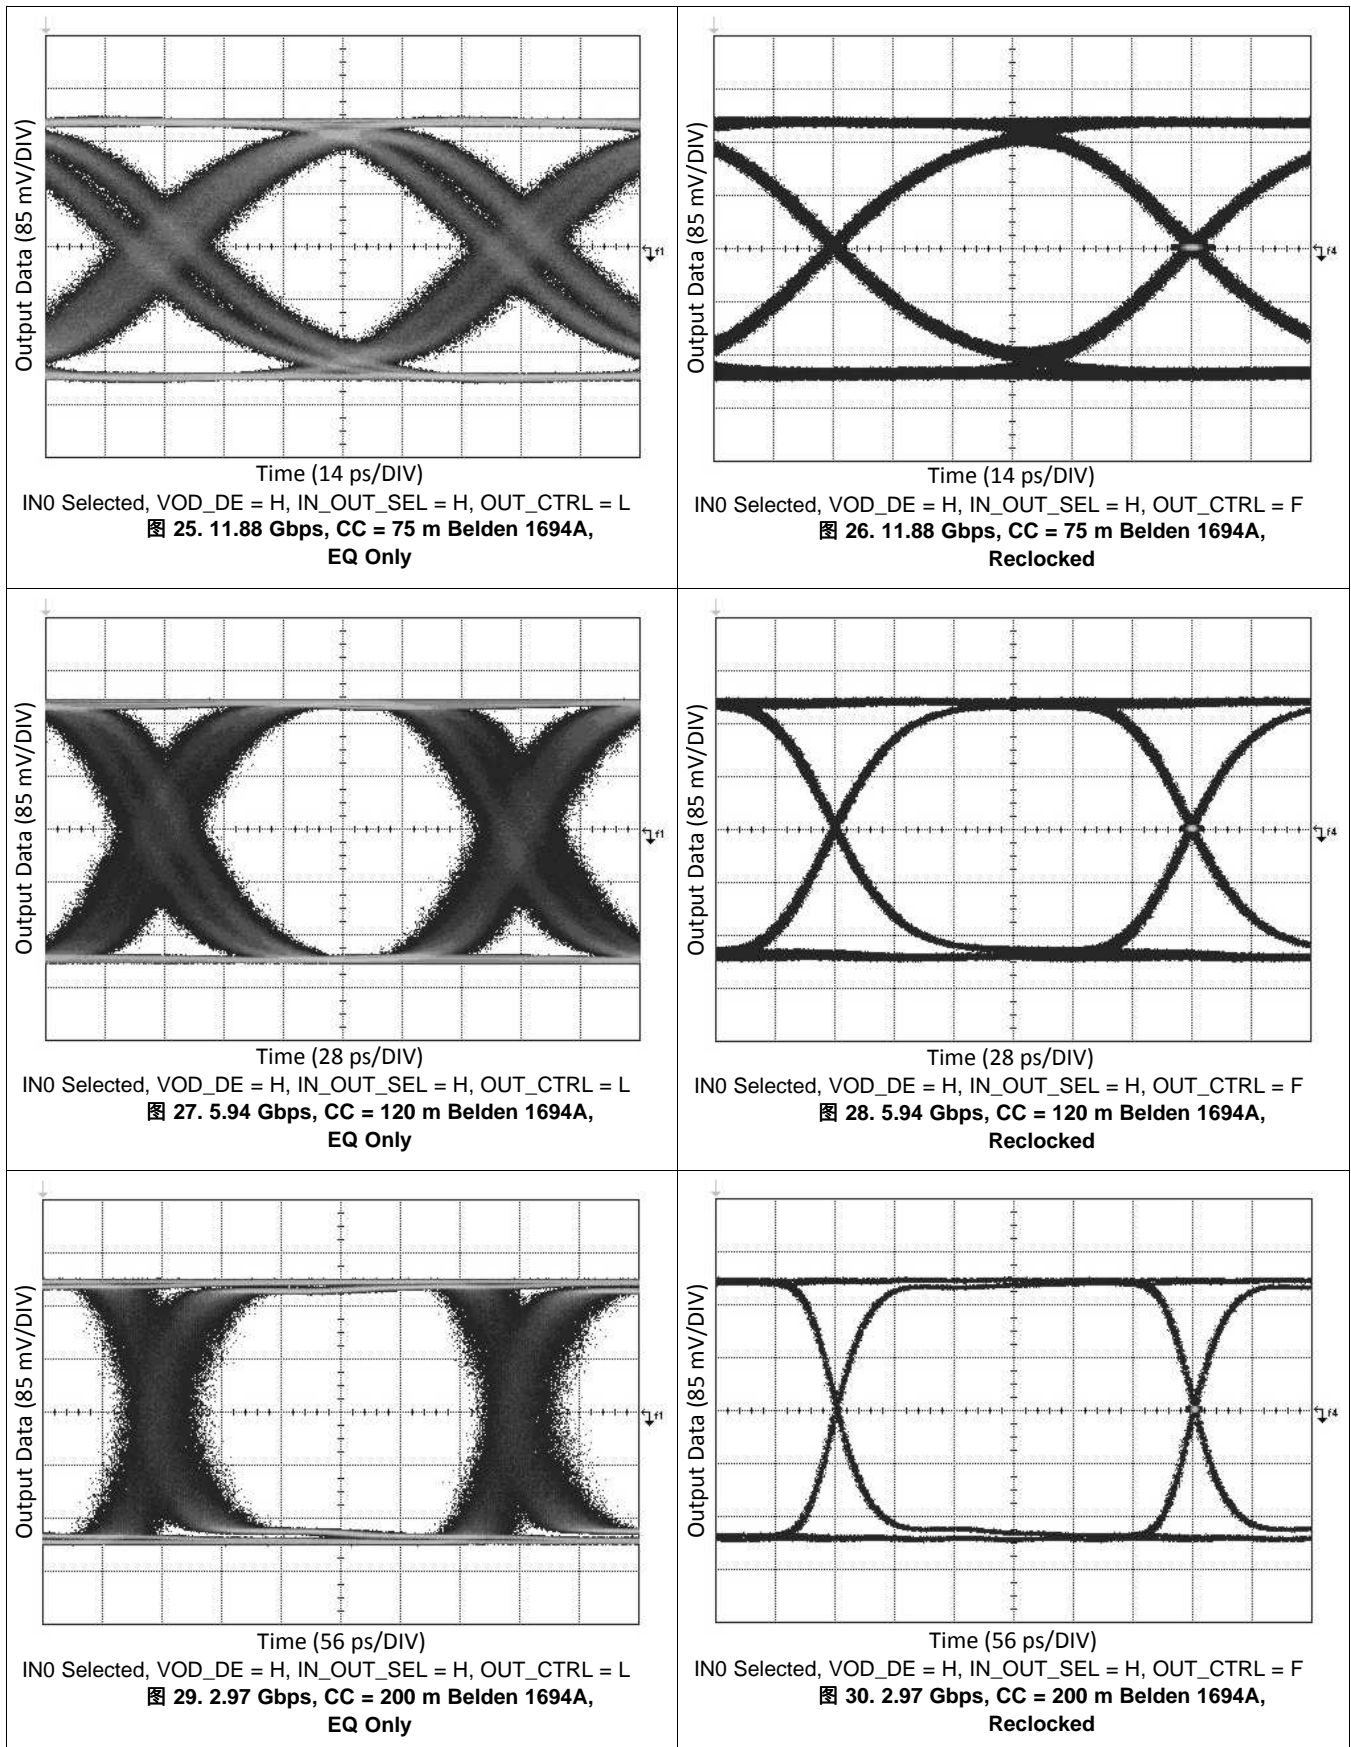 Output Data (85 mV/DIV)
f1
Time (14 ps/DIV)
IN0 Selected, VOD_DE = H, IN_OUT_SEL = H, OUT_CTRL = L
图 25. 11.88 Gbps, CC = 75 m Belden 1694A,
EQ Only
Output Data (85 mV/DIV)
f4
Time (14 ps/DIV)
IN0 Selected, VOD_DE = H, IN_OUT_SEL = H, OUT_CTRL = F
图 26. 11.88 Gbps, CC = 75 m Belden 1694A,
Reclocked
Output Data (85 mV/DIV)
f1
Time (28 ps/DIV)
IN0 Selected, VOD_DE = H, IN_OUT_SEL = H, OUT_CTRL = L
图 27. 5.94 Gbps, CC = 120 m Belden 1694A,
EQ Only
Output Data (85 mV/DIV)
f4
Time (28 ps/DIV)
IN0 Selected, VOD_DE = H, IN_OUT_SEL = H, OUT_CTRL = F
图 28. 5.94 Gbps, CC = 120 m Belden 1694A,
Reclocked
Output Data (85 mV/DIV)
f1
Time (56 ps/DIV)
IN0 Selected, VOD_DE = H, IN_OUT_SEL = H, OUT_CTRL = L
图 29. 2.97 Gbps, CC = 200 m Belden 1694A,
EQ Only
Output Data (85 mV/DIV)
f4
Time (56 ps/DIV)
IN0 Selected, VOD_DE = H, IN_OUT_SEL = H, OUT_CTRL = F
图 30. 2.97 Gbps, CC = 200 m Belden 1694A,
Reclocked